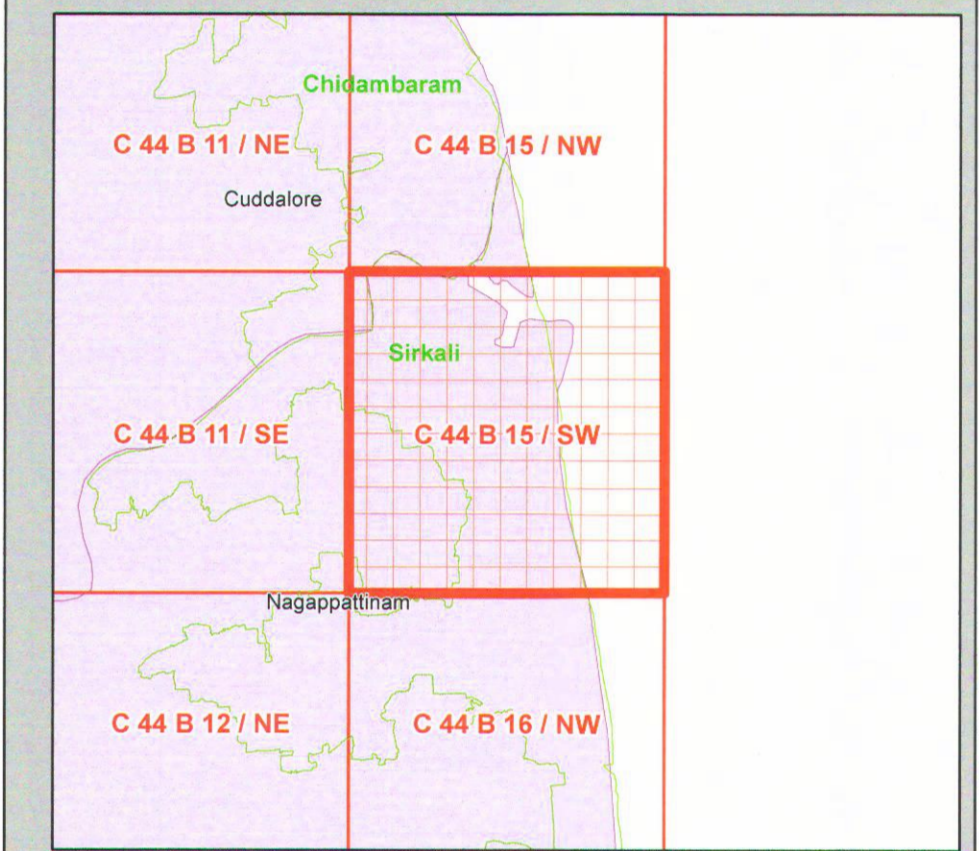 Chidambaram
C 44 B 11 / NE
C 44 B 15 / NW
Cuddalore
Sirkali
C 44 B 11 / SE
C 44 B 15 / SW
Nagappattinam
C 44 B 12 / NE
C 44 B 16 / NW